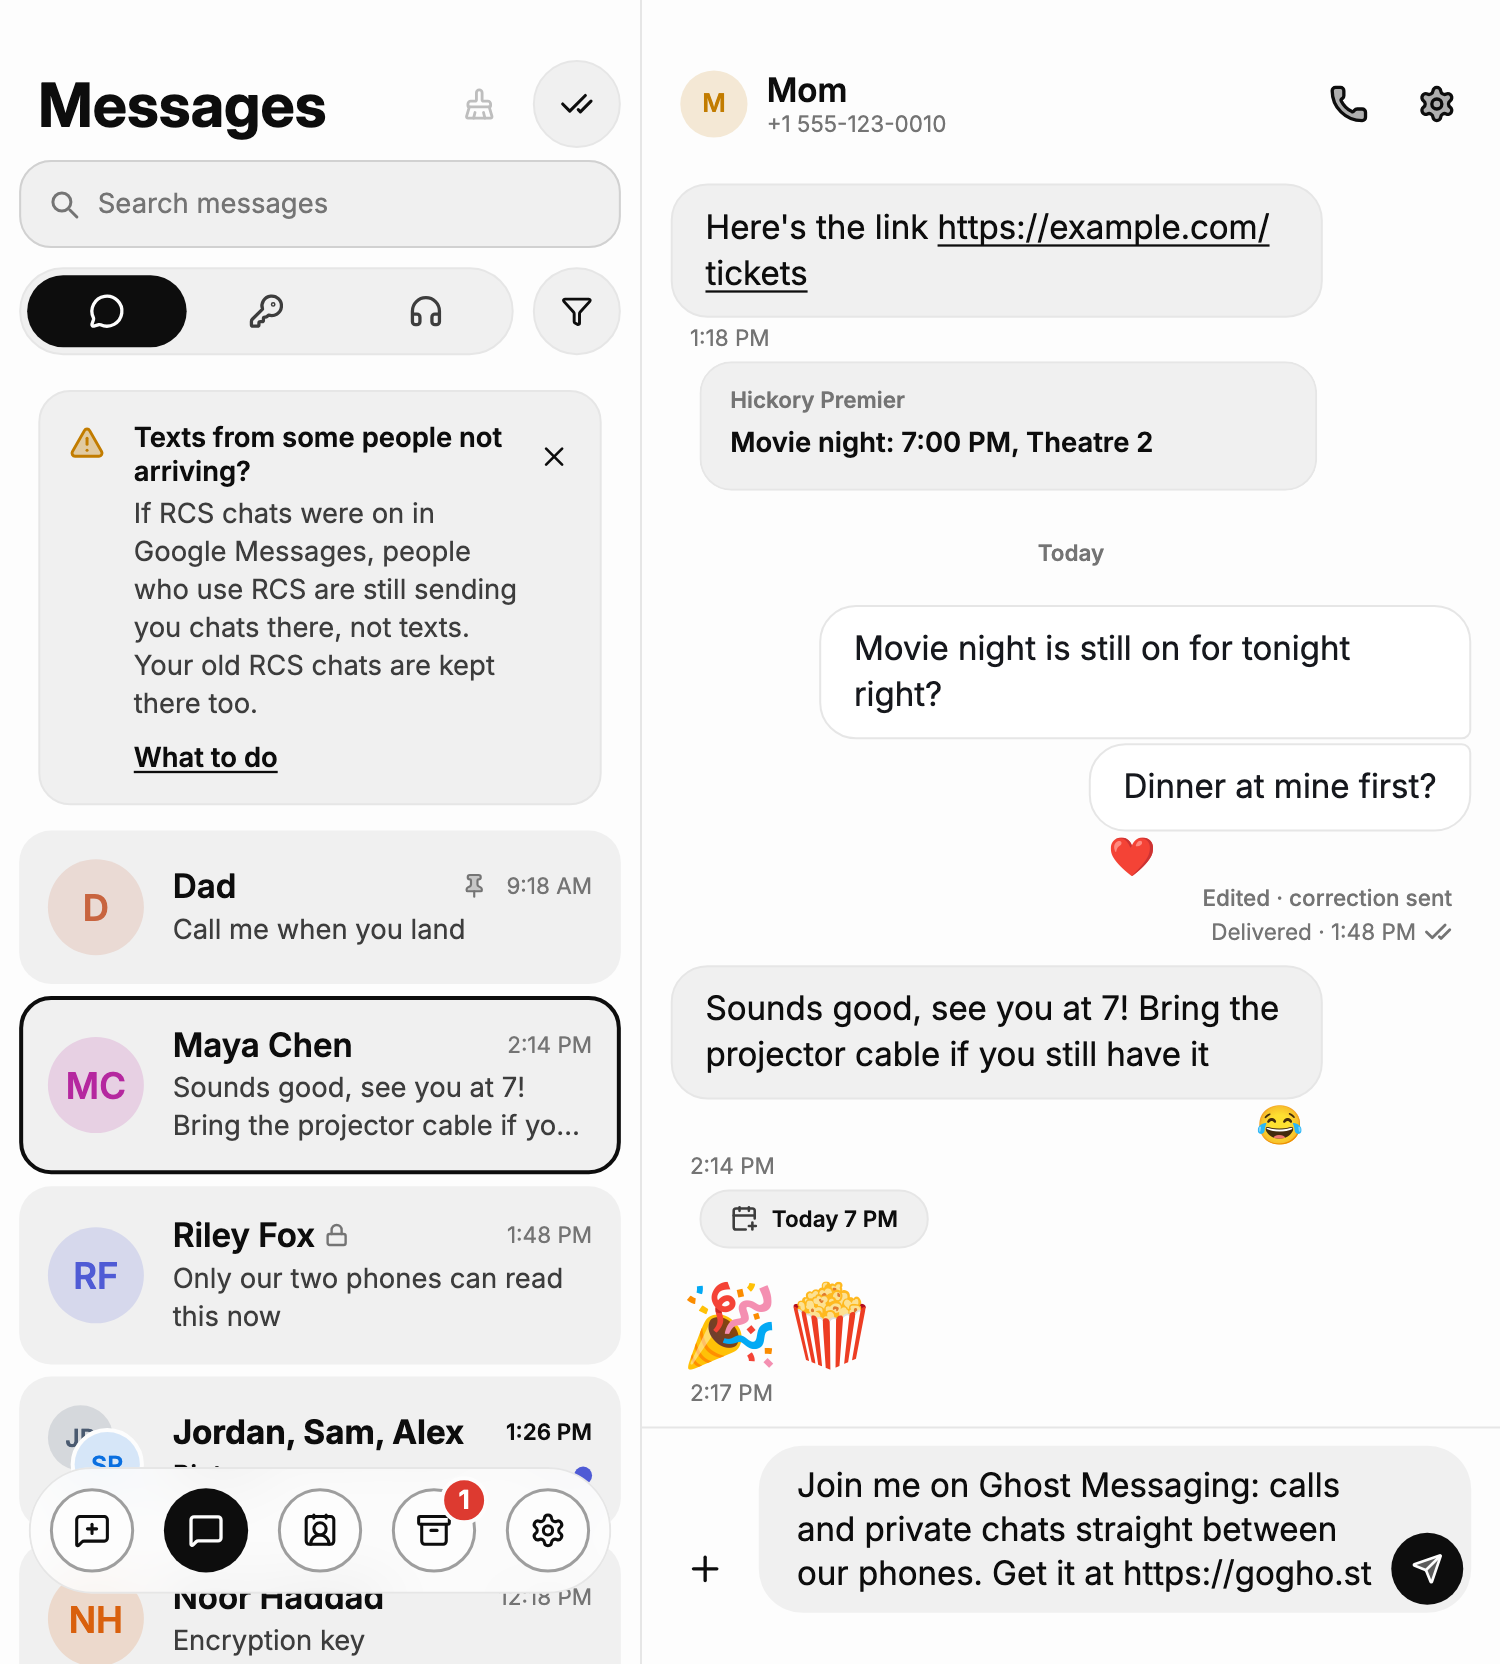 Messages
Search messages
Texts from some people not
arriving?
If RCS chats were on in
Google Messages, people
who use RCS are still sending
you chats there, not texts.
Your old RCS chats are kept
there too.
What to do
D
Dad
9:18 AM
Call me when you land
MC
Maya Chen
2:14 PM
Sounds good, see you at 7!
Bring the projector cable if yo...
RF
Riley Fox
1:48 PM
Only our two phones can read
this now
Jordan, Sam, Alex
1:26 PM
1
NH
Noor Haddad
12:18 PM
Encryption key
M
Mom
+1 555-123-0010
Here's the link https://example.com/
tickets
1:18 PM
Hickory Premier
Movie night: 7:00 PM, Theatre 2
Today
Movie night is still on for tonight
right?
Dinner at mine first?
Edited · correction sent
Delivered · 1:48 PM
Sounds good, see you at 7! Bring the
projector cable if you still have it
2:14 PM
Today 7 PM
2:17 PM
Join me on Ghost Messaging: calls
and private chats straight between
our phones. Get it at https://gogho.st